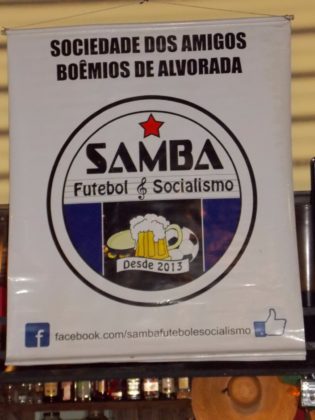 SOCIEDADE DOS AMIGOS
BOÊMIOS DE ALVORADA
SAMBA
Futebol & Socialismo
Desde 2013
f facebook.com/sambafutebolesocialismo